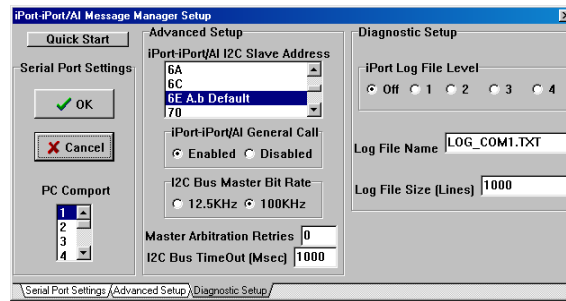 iPort-iPort/AI Message Manager Setup
Quick Start
Serial Port Settings
OK
Cancel
PC Comport
1
2
3
4
Advanced Setup
iPort-iPort/AI I2C Slave Address
6A
6C
6E A.b Default
70
iPort-iPort/AI General Call
Enabled Disabled
I2C Bus Master Bit Rate
12.5KHz 100KHz
Master Arbitration Retries 0
I2C Bus TimeOut (Msec) 1000
Diagnostic Setup
iPort Log File Level
Off 1 2 3 4
Log File Name LOG_COM1.TXT
Log File Size (Lines) 1000
Serial Port Settings Advanced Setup Diagnostic Setup